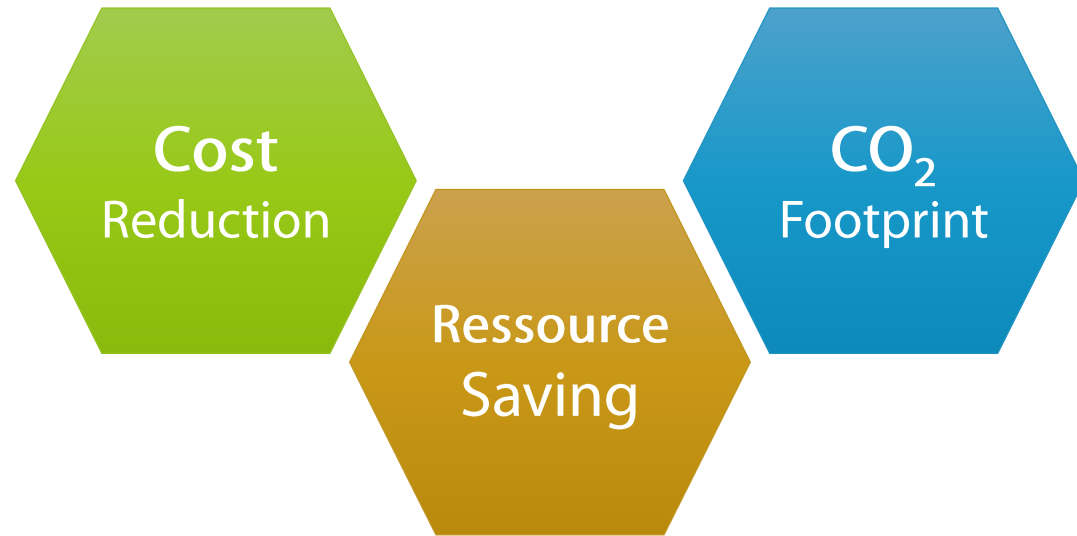 Cost
Reduction
Ressource
Saving
CO₂
Footprint